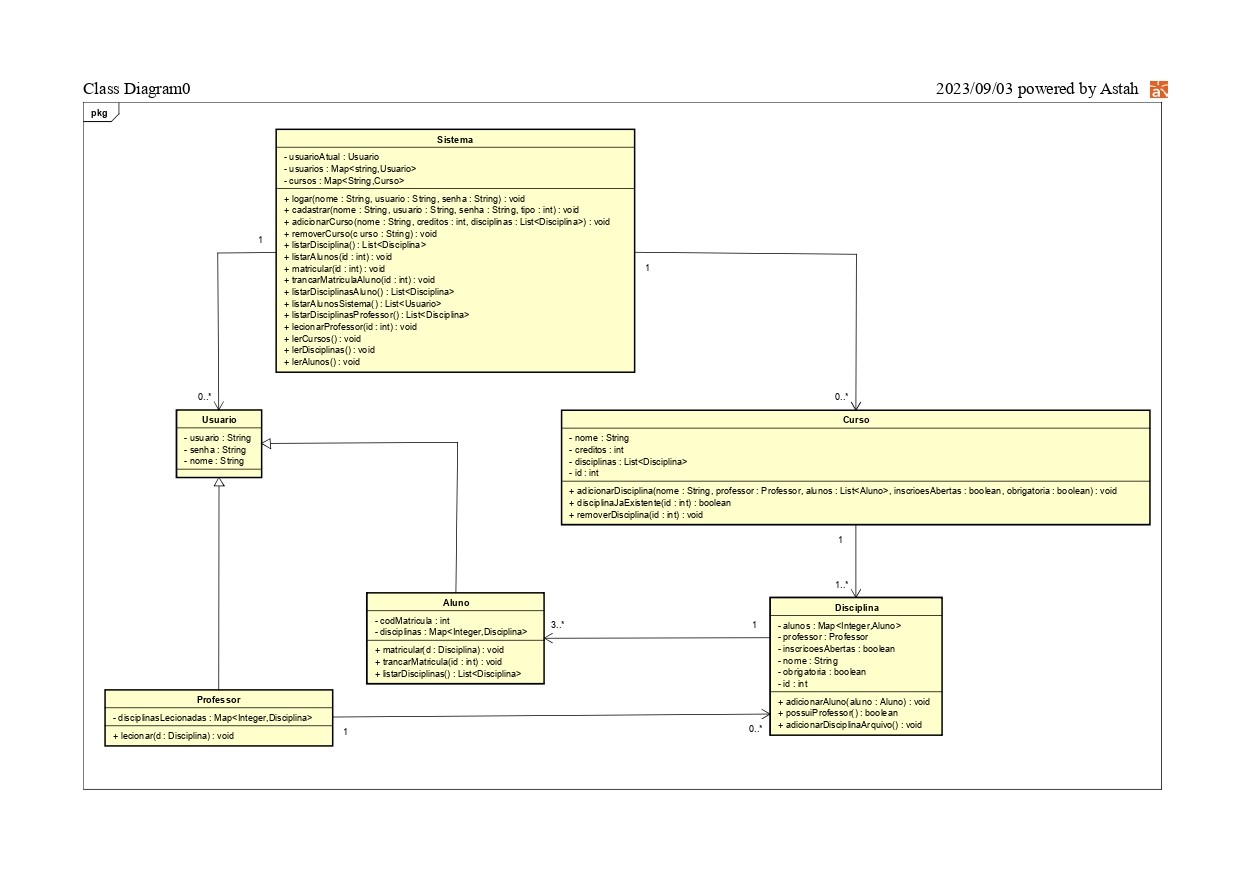 Class Diagram0
2023/09/03 powered by Astah
pkg
Sistema
- usuarioAtual : Usuario
- usuarios : Map<string,Usuario>
- cursos : Map<String,Curso>
+ logar(nome : String, usuario : String, senha : String) : void
+ cadastrar(nome : String, usuario : String, senha : String, tipo : int) : void
+ adicionarCurso(nome : String, creditos : int, disciplinas : List<Disciplina>) : void
+ removerCurso(curso : String) : void
+ listarDisciplina() : List<Disciplina>
+ listarAlunos(id : int) : void
+ matricular(id : int) : void
+ trancarMatriculaAluno(id : int) : void
+ listarDisciplinasAluno() : List<Disciplina>
+ listarAlunosSistema() : List<Usuario>
+ listarDisciplinasProfessor() : List<Disciplina>
+ lecionarProfessor(id : int) : void
+ lerCursos() : void
+ lerDisciplinas() : void
+ lerAlunos() : void
1
1
0..*
0..*
Usuario
- usuario : String
- senha : String
- nome : String
Curso
- nome : String
- creditos : int
- disciplinas : List<Disciplina>
- id : int
+ adicionarDisciplina(nome : String, professor : Professor, alunos : List<Aluno>, inscrioesAbertas : boolean, obrigatoria : boolean) : void
+ disciplinaJaExistente(id : int) : boolean
+ removerDisciplina(id : int) : void
1
1..*
Aluno
- codMatricula : int
- disciplinas : Map<Integer,Disciplina>
+ matricular(d : Disciplina) : void
+ trancarMatricula(id : int) : void
+ listarDisciplinas() : List<Disciplina>
3..*
1
Disciplina
- alunos : Map<Integer,Aluno>
- professor : Professor
- inscricoesAbertas : boolean
- nome : String
- obrigatoria : boolean
- id : int
+ adicionarAluno(aluno : Aluno) : void
+ possuiProfessor() : boolean
+ adicionarDisciplinaArquivo() : void
Professor
- disciplinasLecionadas : Map<Integer,Disciplina>
+ lecionar(d : Disciplina) : void
1
0..*